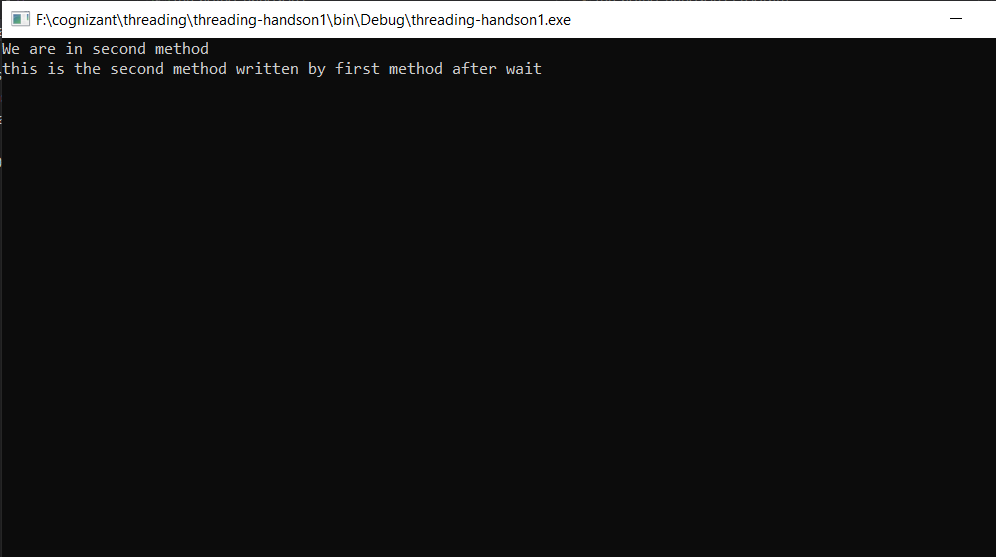 F:\cognizant\threading\threading-handson1\bin\Debug\threading-handson1.exe
We are in second method
this is the second method written by first method after wait